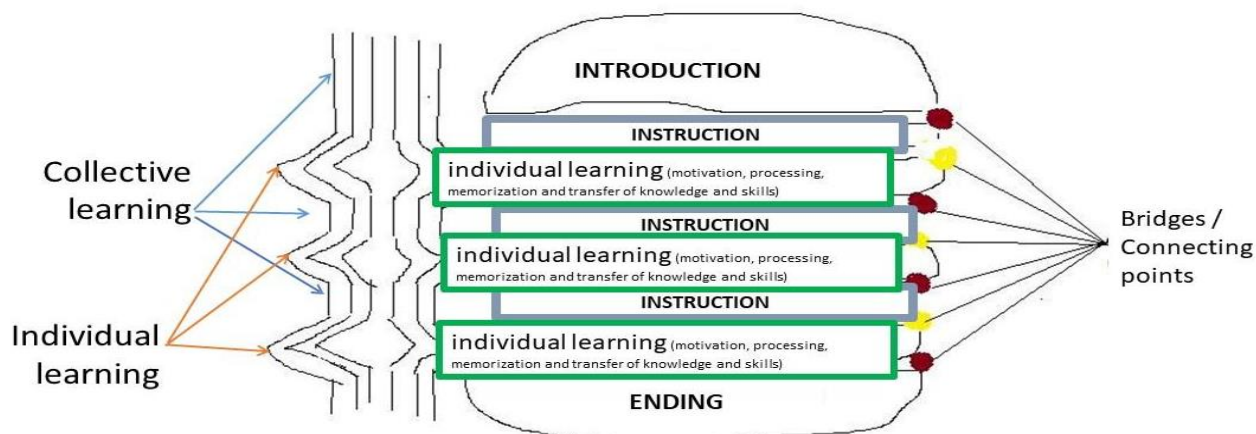 INTRODUCTION
INSTRUCTION
individual learning (motivation, processing,
memorization and transfer of knowledge and skills)
INSTRUCTION
individual learning (motivation, processing,
memorization and transfer of knowledge and skills)
INSTRUCTION
individual learning (motivation, processing,
memorization and transfer of knowledge and skills)
ENDING
Collective
learning
Individual
learning
Bridges /
Connecting
points